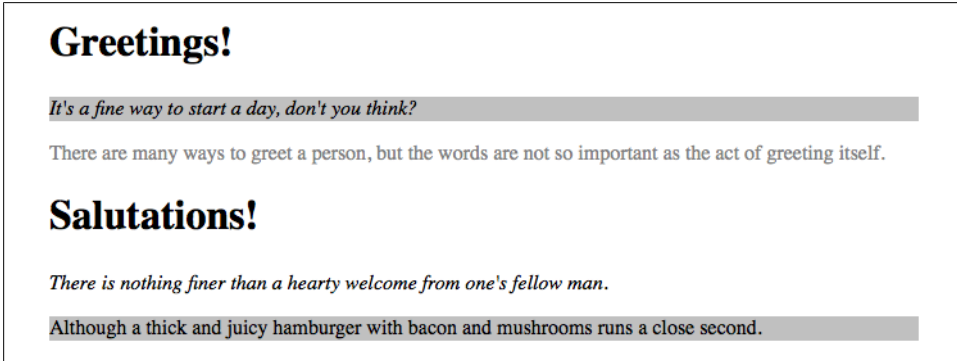 Greetings!
It's a fine way to start a day, don't you think?
There are many ways to greet a person, but the words are not so important as the act of greeting itself.
Salutations!
There is nothing finer than a hearty welcome from one's fellow man.
Although a thick and juicy hamburger with bacon and mushrooms runs a close second.